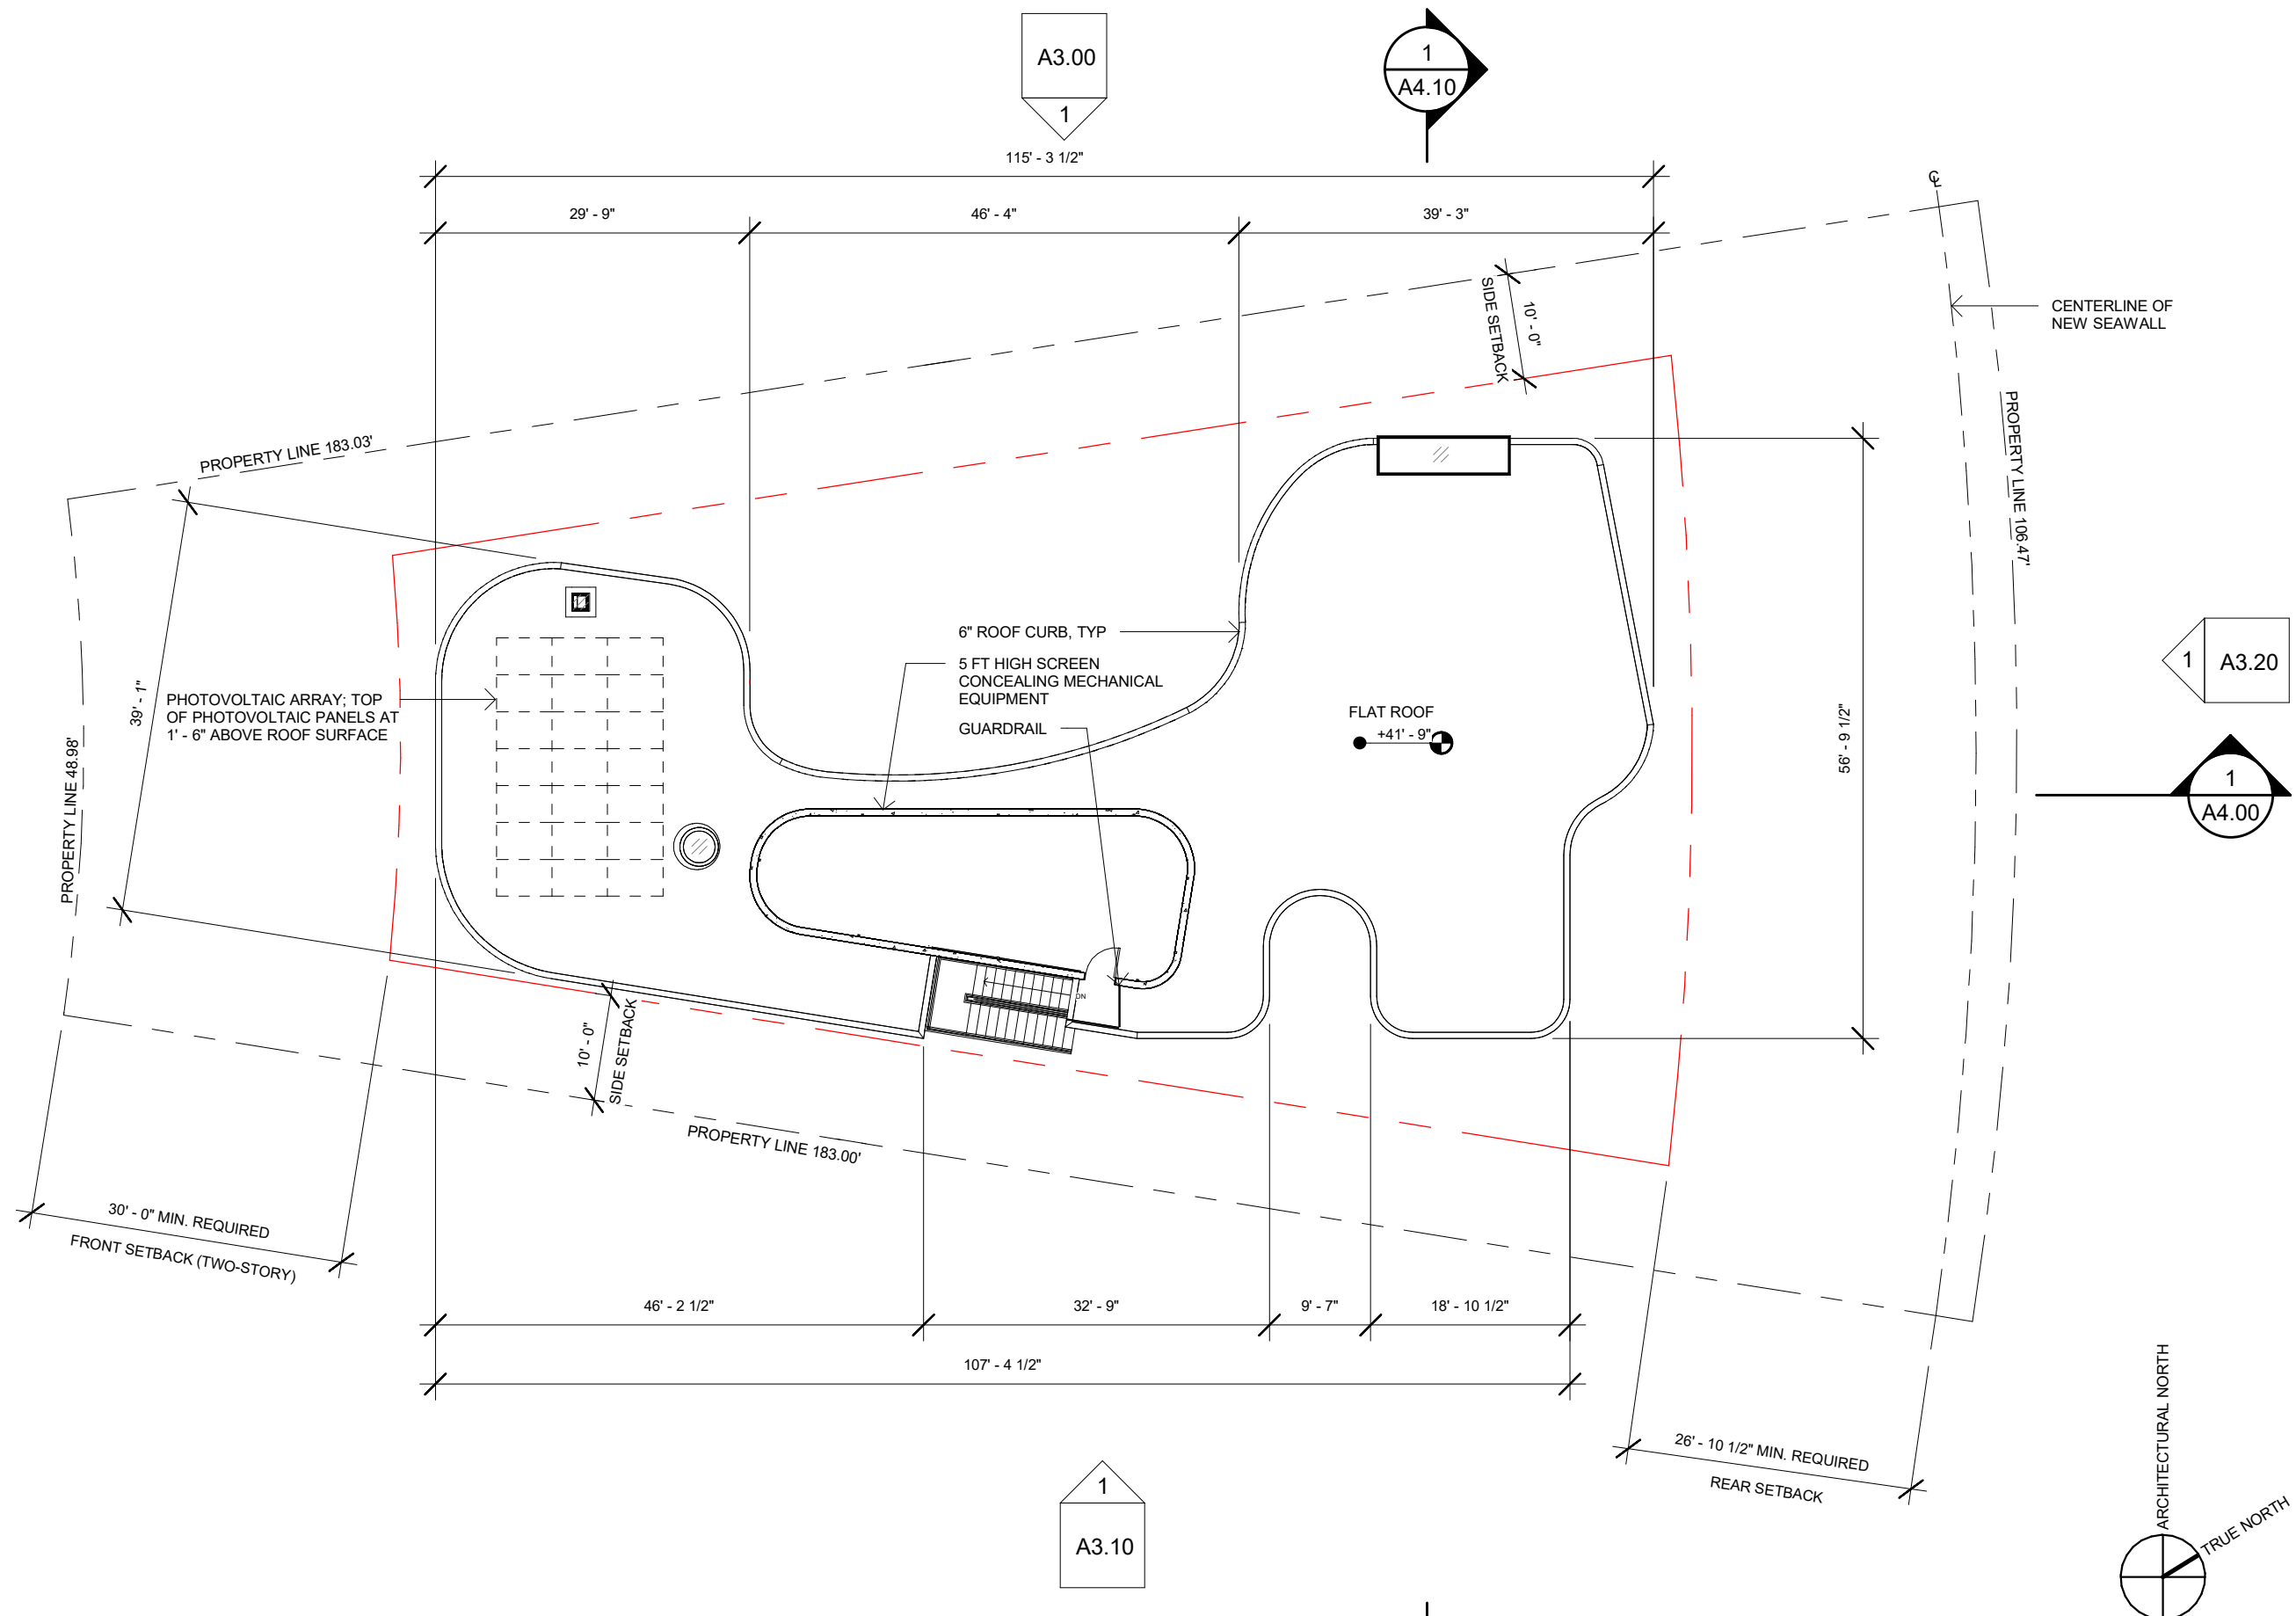 A3.00
1
1
A4.10
115' - 3 1/2"
29' - 9"
46' - 4"
39' - 3"
℄
SIDE SETBACK
10' - 0"
CENTERLINE OF
NEW SEAWALL
PROPERTY LINE 183.03'
PROPERTY LINE 106.47'
6" ROOF CURB, TYP
5 FT HIGH SCREEN
CONCEALING MECHANICAL
EQUIPMENT
GUARDRAIL
1
A3.20
39' - 1"
PHOTOVOLTAIC ARRAY; TOP
OF PHOTOVOLTAIC PANELS AT
1' - 6" ABOVE ROOF SURFACE
FLAT ROOF
+41' - 9"
56' - 9 1/2"
1
A4.00
PROPERTY LINE 48.98'
DN
10' - 0"
SIDE SETBACK
PROPERTY LINE 183.00'
30' - 0" MIN. REQUIRED
FRONT SETBACK (TWO-STORY)
46' - 2 1/2"
32' - 9"
9' - 7"
18' - 10 1/2"
107' - 4 1/2"
26' - 10 1/2" MIN. REQUIRED
REAR SETBACK
1
A3.10
ARCHITECTURAL NORTH
TRUE NORTH